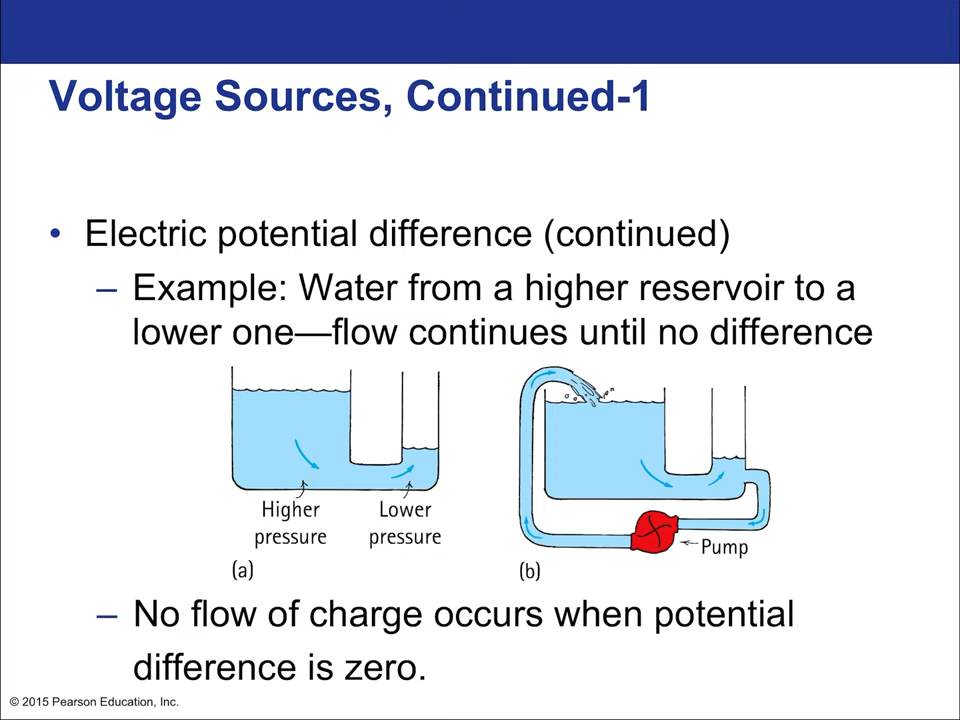 Voltage Sources, Continued-1
• Electric potential difference (continued)
– Example: Water from a higher reservoir to a
lower one—flow continues until no difference
Higher
pressure
Lower
pressure
(a)
Pump
(b)
– No flow of charge occurs when potential
difference is zero.
© 2015 Pearson Education, Inc.